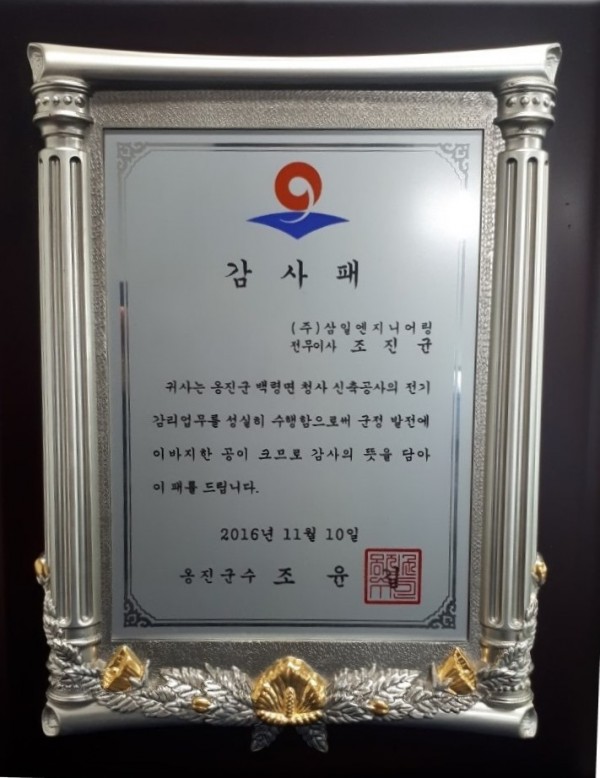 감사패
(주)삼일엔지니어링
전무이사 조진균
귀사는 옹진군 백령면 청사 신축공사의 전기
감리업무를 성실히 수행함으로써 군정 발전에
이바지한 공이 크므로 감사의 뜻을 담아
이 패를 드립니다.
2016년 11월 10일
옹진군수 조 윤